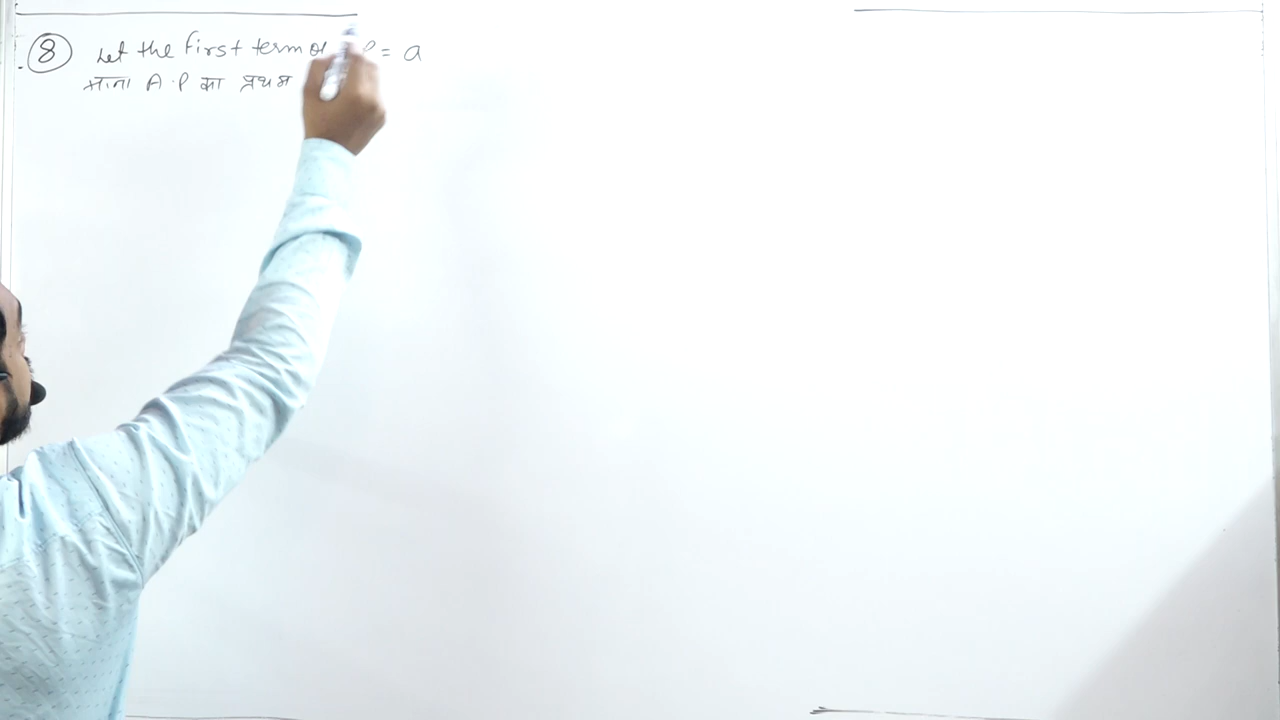 8 Let the first term of P = a
माना A.P का प्रथम